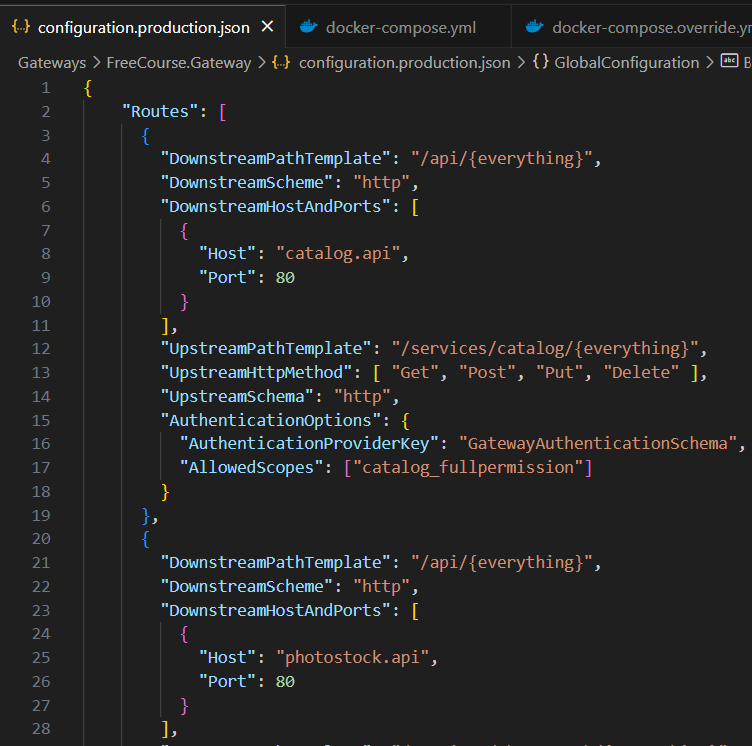 configuration.production.json
docker-compose.yml
docker-compose.override.y
Gateways > FreeCourse.Gateway > {..} configuration.production.json > {} GlobalConfiguration > abc B
1 {
2 "Routes": [
3 {
4 "DownstreamPathTemplate": "/api/{everything}",
5 "DownstreamScheme": "http",
6 "DownstreamHostAndPorts": [
7 {
8 "Host": "catalog.api",
9 "Port": 80
10 }
11 ],
12 "UpstreamPathTemplate": "/services/catalog/{everything}",
13 "UpstreamHttpMethod": [ "Get", "Post", "Put", "Delete" ],
14 "UpstreamSchema": "http",
15 "AuthenticationOptions": {
16 "AuthenticationProviderKey": "GatewayAuthenticationSchema",
17 "AllowedScopes": ["catalog_fullpermission"]
18 }
19 },
20 {
21 "DownstreamPathTemplate": "/api/{everything}",
22 "DownstreamScheme": "http",
23 "DownstreamHostAndPorts": [
24 {
25 "Host": "photostock.api",
26 "Port": 80
27 }
28 ],